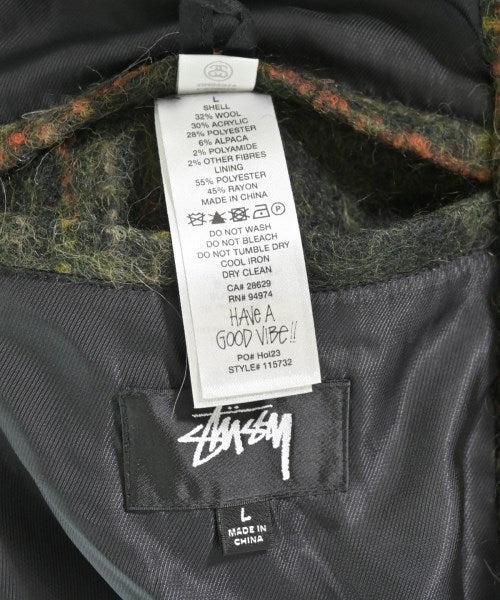 L
SHELL
32% WOOL
30% ACRYLIC
28% POLYESTER
6% ALPACA
2% POLYAMIDE
2% OTHER FIBRES
LINING
55% POLYESTER
45% RAYON
MADE IN CHINA
P
DO NOT WASH
DO NOT BLEACH
DO NOT TUMBLE DRY
COOL IRON
DRY CLEAN
CA# 28629
RN# 94974
HAVE A
GOOD VIBE!!
PO# Hol23
STYLE# 115732
Stüssy
L
MADE IN
CHINA